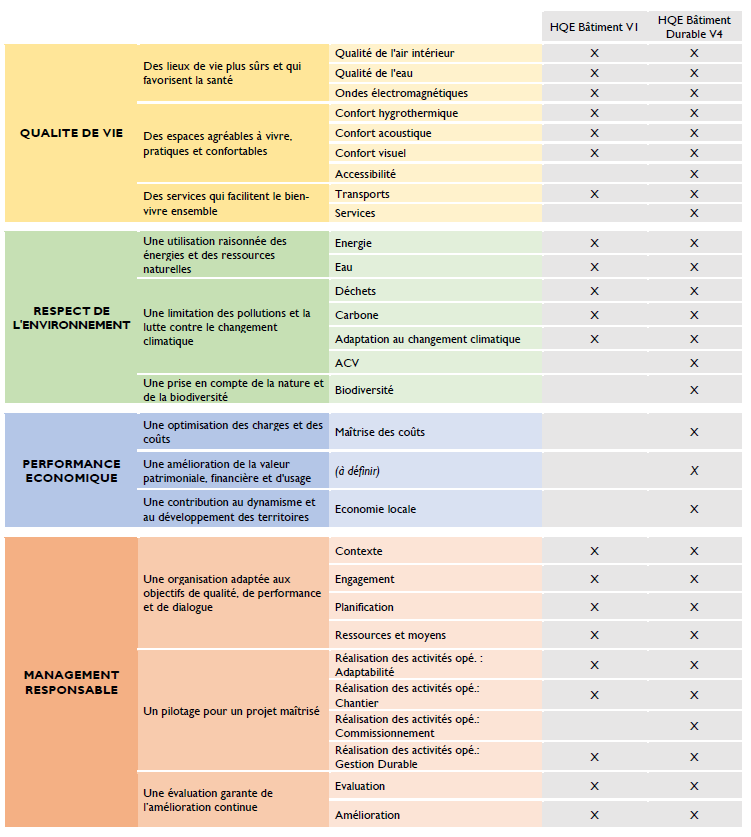 HQE Bâtiment V1
HQE Bâtiment
Durable V4
QUALITE DE VIE
Des lieux de vie plus sûrs et qui
favorisent la santé
Qualité de l'air intérieur X X
Qualité de l'eau X X
Ondes électromagnétiques X X
Des espaces agréables à vivre,
pratiques et confortables
Confort hygrothermique X X
Confort acoustique X X
Confort visuel X X
Accessibilité X
Des services qui facilitent le bien-
vivre ensemble
Transports X X
Services X
RESPECT DE
L'ENVIRONNEMENT
Une utilisation raisonnée des
énergies et des ressources
naturelles
Energie X X
Eau X X
Une limitation des pollutions et la
lutte contre le changement
climatique
Déchets X X
Carbone X X
Adaptation au changement climatique X X
ACV X
Une prise en compte de la nature et
de la biodiversité
Biodiversité X
PERFORMANCE
ECONOMIQUE
Une optimisation des charges et des
coûts
Maîtrise des coûts X
Une amélioration de la valeur
patrimoniale, financière et d'usage
(à définir) X
Une contribution au dynamisme et
au développement des territoires
Economie locale X
MANAGEMENT
RESPONSABLE
Une organisation adaptée aux
objectifs de qualité, de performance
et de dialogue
Contexte X X
Engagement X X
Planification X X
Ressources et moyens X X
Un pilotage pour un projet maîtrisé
Réalisation des activités opé. :
Adaptabilité X X
Réalisation des activités opé.:
Chantier X X
Réalisation des activités opé.:
Commissionnement X
Réalisation des activités opé.:
Gestion Durable X X
Une évaluation garante de
l'amélioration continue
Evaluation X X
Amélioration X X